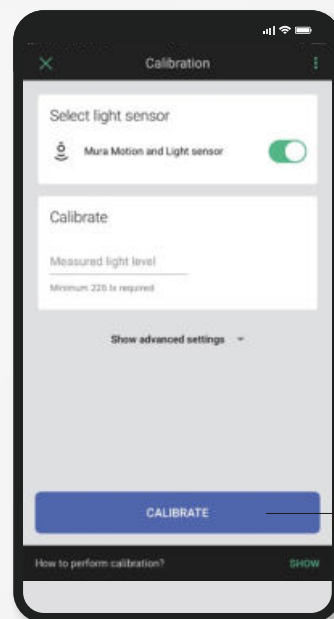 Calibration
Select light sensor
Mura Motion and Light sensor
Calibrate
Measured light level
Minimum 226 lx required
Show advanced settings
CALIBRATE
How to perform calibration?
SHOW